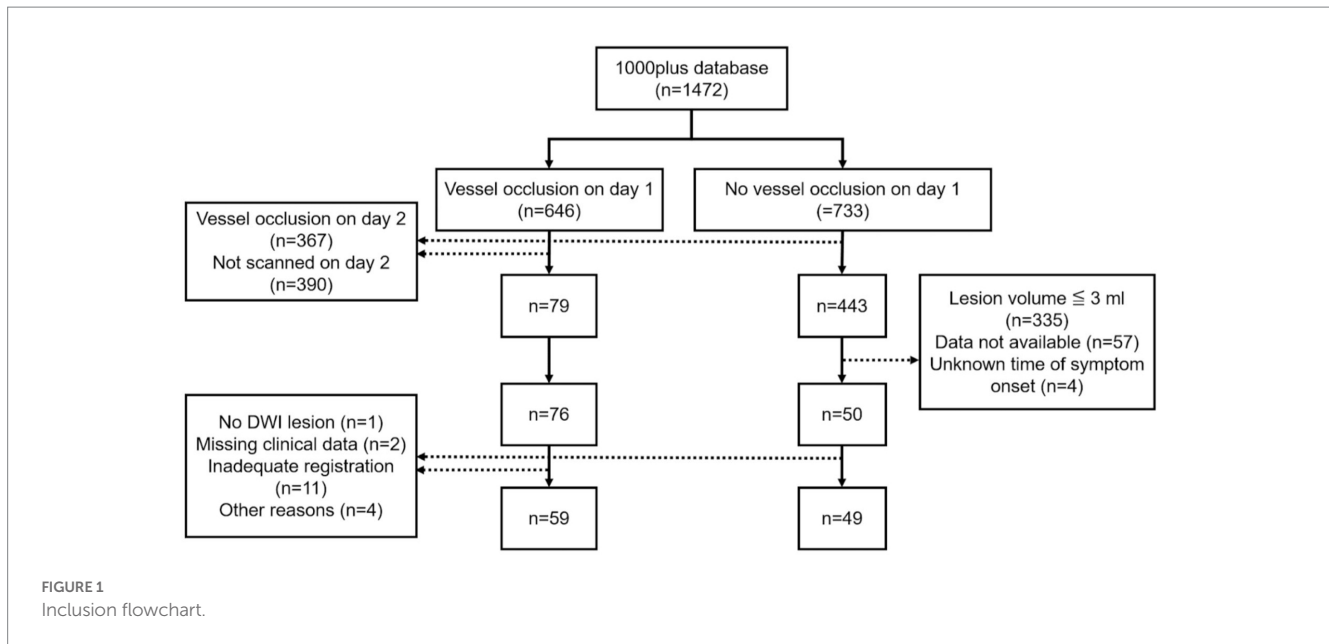 1000plus database
(n=1472)
Vessel occlusion on day 1
(n=646)
No vessel occlusion on day 1
(=733)
Vessel occlusion on day 2
(n=367)
Not scanned on day 2
(n=390)
n=79
n=443
Lesion volume ≦ 3 ml
(n=335)
Data not available (n=57)
Unknown time of symptom
onset (n=4)
n=76
n=50
No DWI lesion (n=1)
Missing clinical data (n=2)
Inadequate registration
(n=11)
Other reasons (n=4)
n=59
n=49
FIGURE 1
Inclusion flowchart.